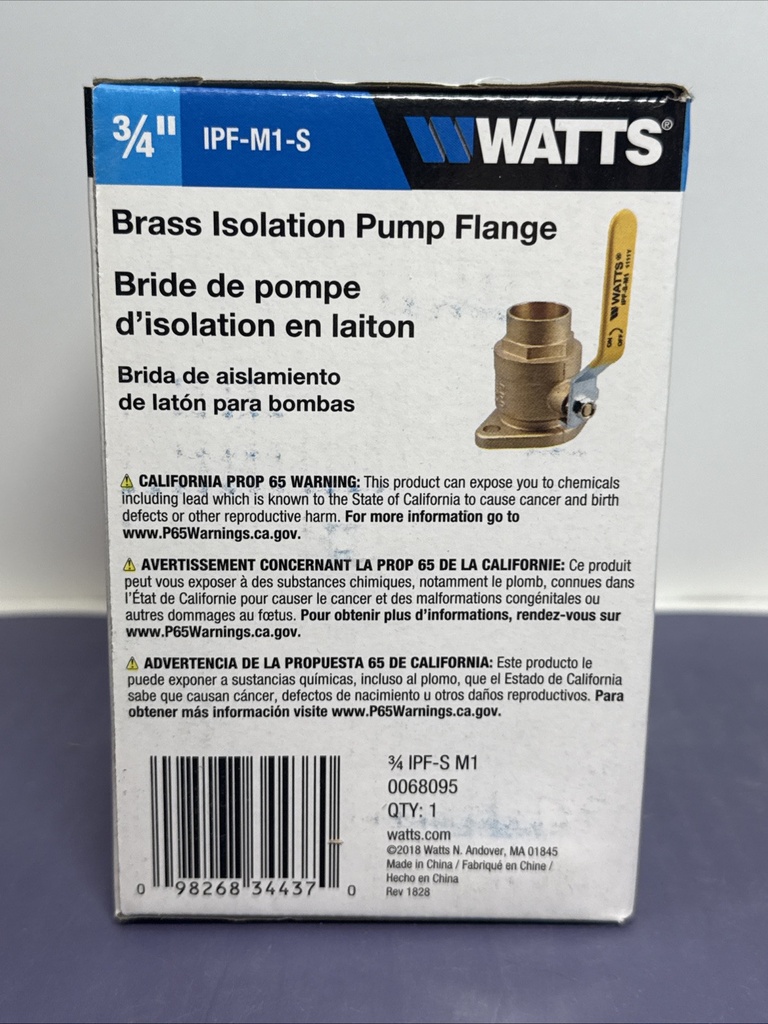 3/4" IPF-M1-S WATTS®
Brass Isolation Pump Flange
Bride de pompe
d'isolation en laiton
Brida de aislamiento
de latón para bombas
ON OFF WATTS® IPF-S-M1 1111Y
⚠ CALIFORNIA PROP 65 WARNING: This product can expose you to chemicals
including lead which is known to the State of California to cause cancer and birth
defects or other reproductive harm. For more information go to
www.P65Warnings.ca.gov.
⚠ AVERTISSEMENT CONCERNANT LA PROP 65 DE LA CALIFORNIE: Ce produit
peut vous exposer à des substances chimiques, notamment le plomb, connues dans
l'État de Californie pour causer le cancer et des malformations congénitales ou
autres dommages au fœtus. Pour obtenir plus d'informations, rendez-vous sur
www.P65Warnings.ca.gov.
⚠ ADVERTENCIA DE LA PROPUESTA 65 DE CALIFORNIA: Este producto le
puede exponer a sustancias químicas, incluso al plomo, que el Estado de California
sabe que causan cáncer, defectos de nacimiento u otros daños reproductivos. Para
obtener más información visite www.P65Warnings.ca.gov.
3/4 IPF-S M1
0068095
QTY: 1
watts.com
©2018 Watts N. Andover, MA 01845
Made in China / Fabriqué en Chine /
Hecho en China
Rev 1828
0 98268 34437 0